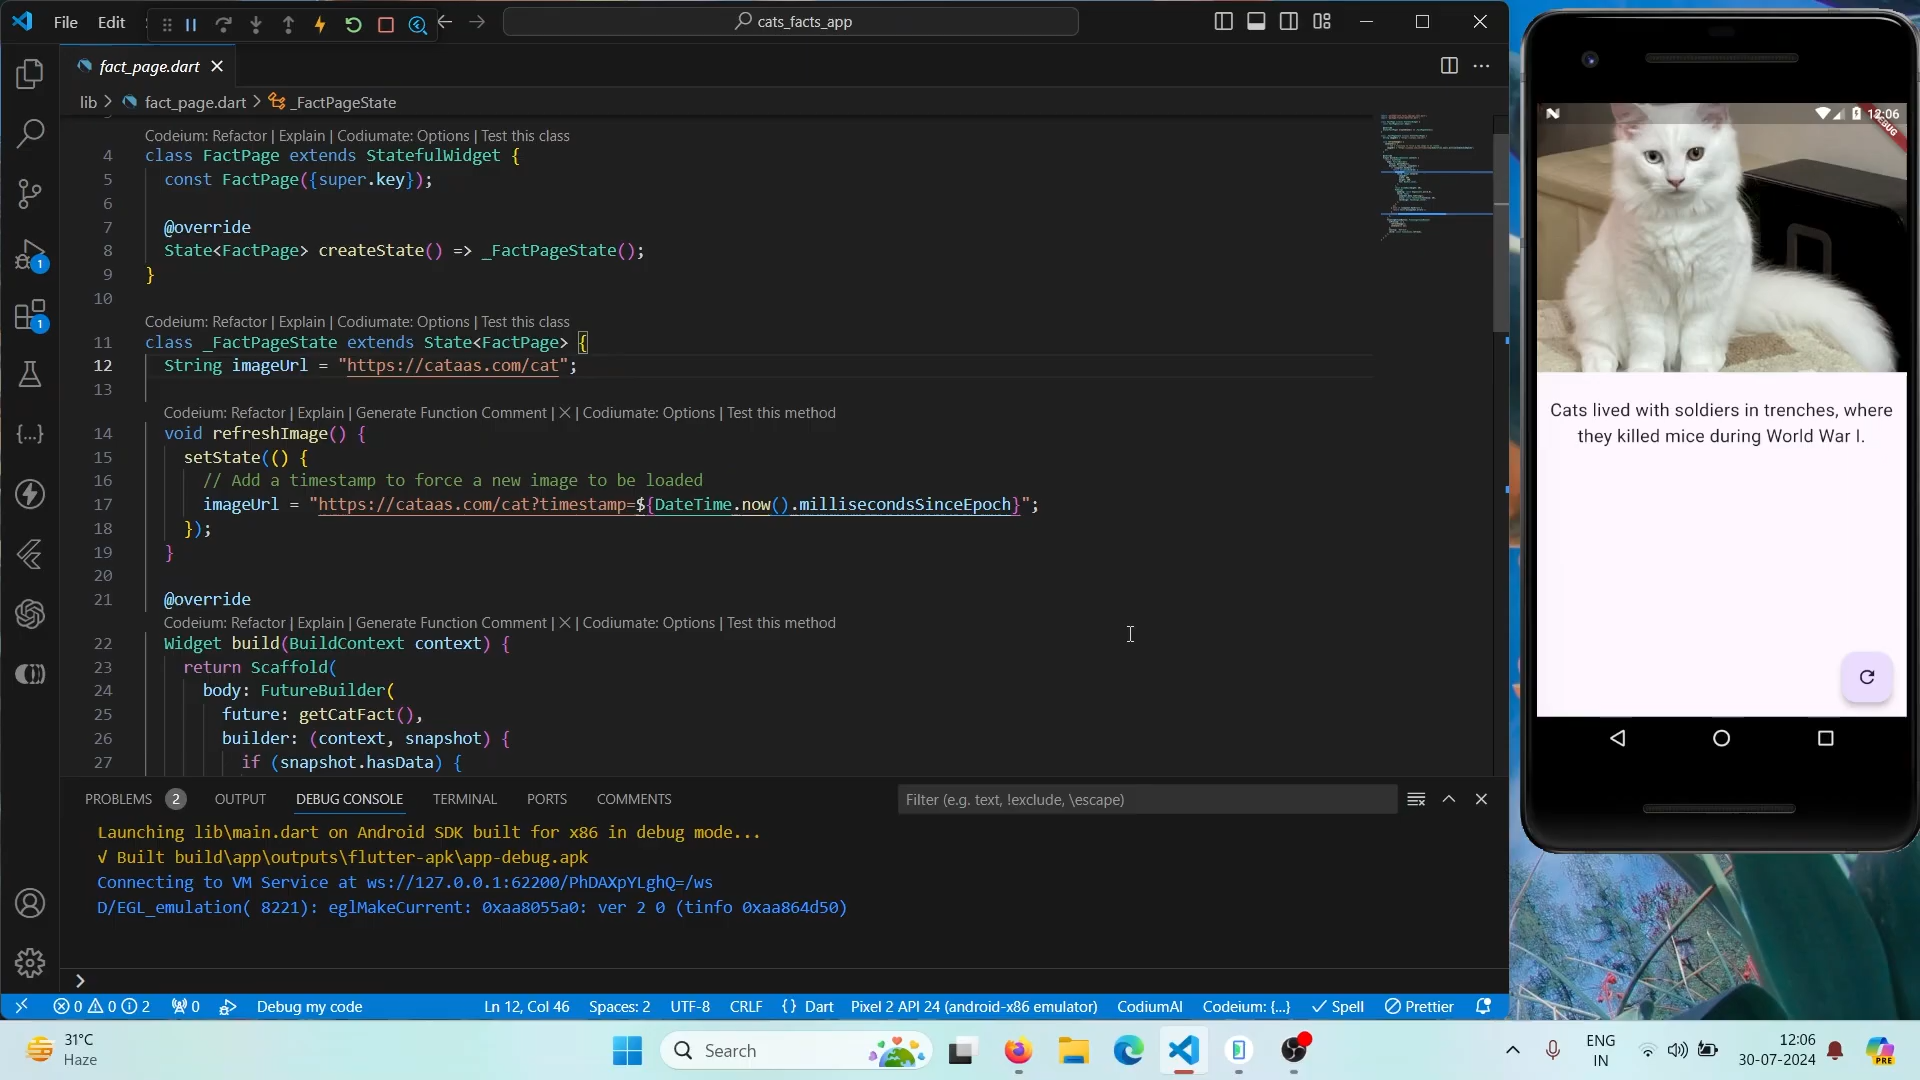 File Edit
cats_facts_app
fact_page.dart
lib > fact_page.dart > _FactPageState
Codeium: Refactor | Explain | Codiumate: Options | Test this class
4 class FactPage extends StatefulWidget {
5 const FactPage({super.key});
6
7 @override
8 State<FactPage> createState() => _FactPageState();
9 }
10
Codeium: Refactor | Explain | Codiumate: Options | Test this class
11 class _FactPageState extends State<FactPage> {
12 String imageUrl = "https://cataas.com/cat";
13
Codeium: Refactor | Explain | Generate Function Comment | X | Codiumate: Options | Test this method
14 void refreshImage() {
15 setState(() {
16 // Add a timestamp to force a new image to be loaded
17 imageUrl = "https://cataas.com/cat?timestamp=${DateTime.now().millisecondsSinceEpoch}";
18 });
19 }
20
21 @override
Codeium: Refactor | Explain | Generate Function Comment | X | Codiumate: Options | Test this method
22 Widget build(BuildContext context) {
23 return Scaffold(
24 body: FutureBuilder(
25 future: getCatFact(),
26 builder: (context, snapshot) {
27 if (snapshot.hasData) {
1
1
PROBLEMS 2 OUTPUT DEBUG CONSOLE TERMINAL PORTS COMMENTS
Filter (e.g. text, !exclude, \escape)
Launching lib\main.dart on Android SDK built for x86 in debug mode...
√ Built build\app\outputs\flutter-apk\app-debug.apk
Connecting to VM Service at ws://127.0.0.1:62200/PhDAXpYLghQ=/ws
D/EGL_emulation( 8221): eglMakeCurrent: 0xaa8055a0: ver 2 0 (tinfo 0xaa864d50)
0 0 2 0 Debug my code Ln 12, Col 46 Spaces: 2 UTF-8 CRLF {} Dart Pixel 2 API 24 (android-x86 emulator) CodiumAI Codeium: {...} Spell Prettier
12:06
DEBUG
Cats lived with soldiers in trenches, where
they killed mice during World War I.
31°C
Haze
Search
ENG
IN
12:06
30-07-2024
PRE